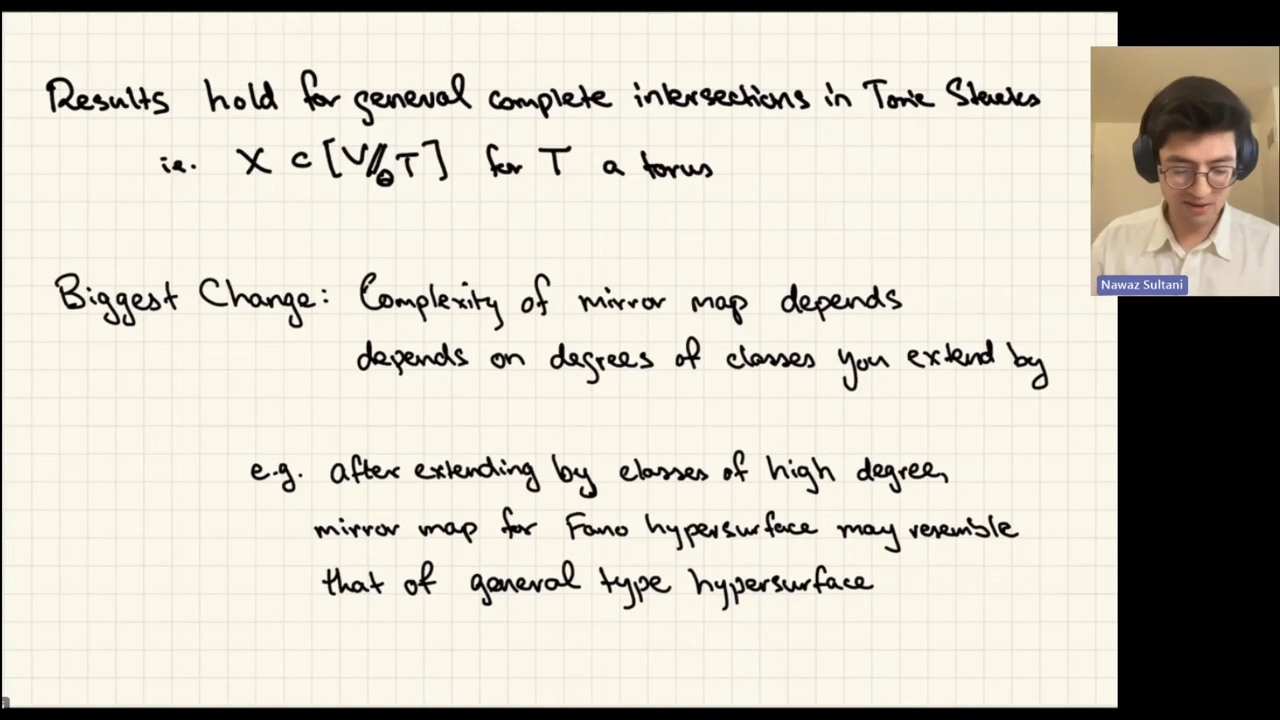 Results hold for general complete intersections in Toric Stacks
i.e. X ⊂ [V//_θ T] for T a torus
Biggest Change: Complexity of mirror map depends
depends on degrees of classes you extend by
e.g. after extending by classes of high degree,
mirror map for Fano hypersurface may resemble
that of general type hypersurface
Nawaz Sultani